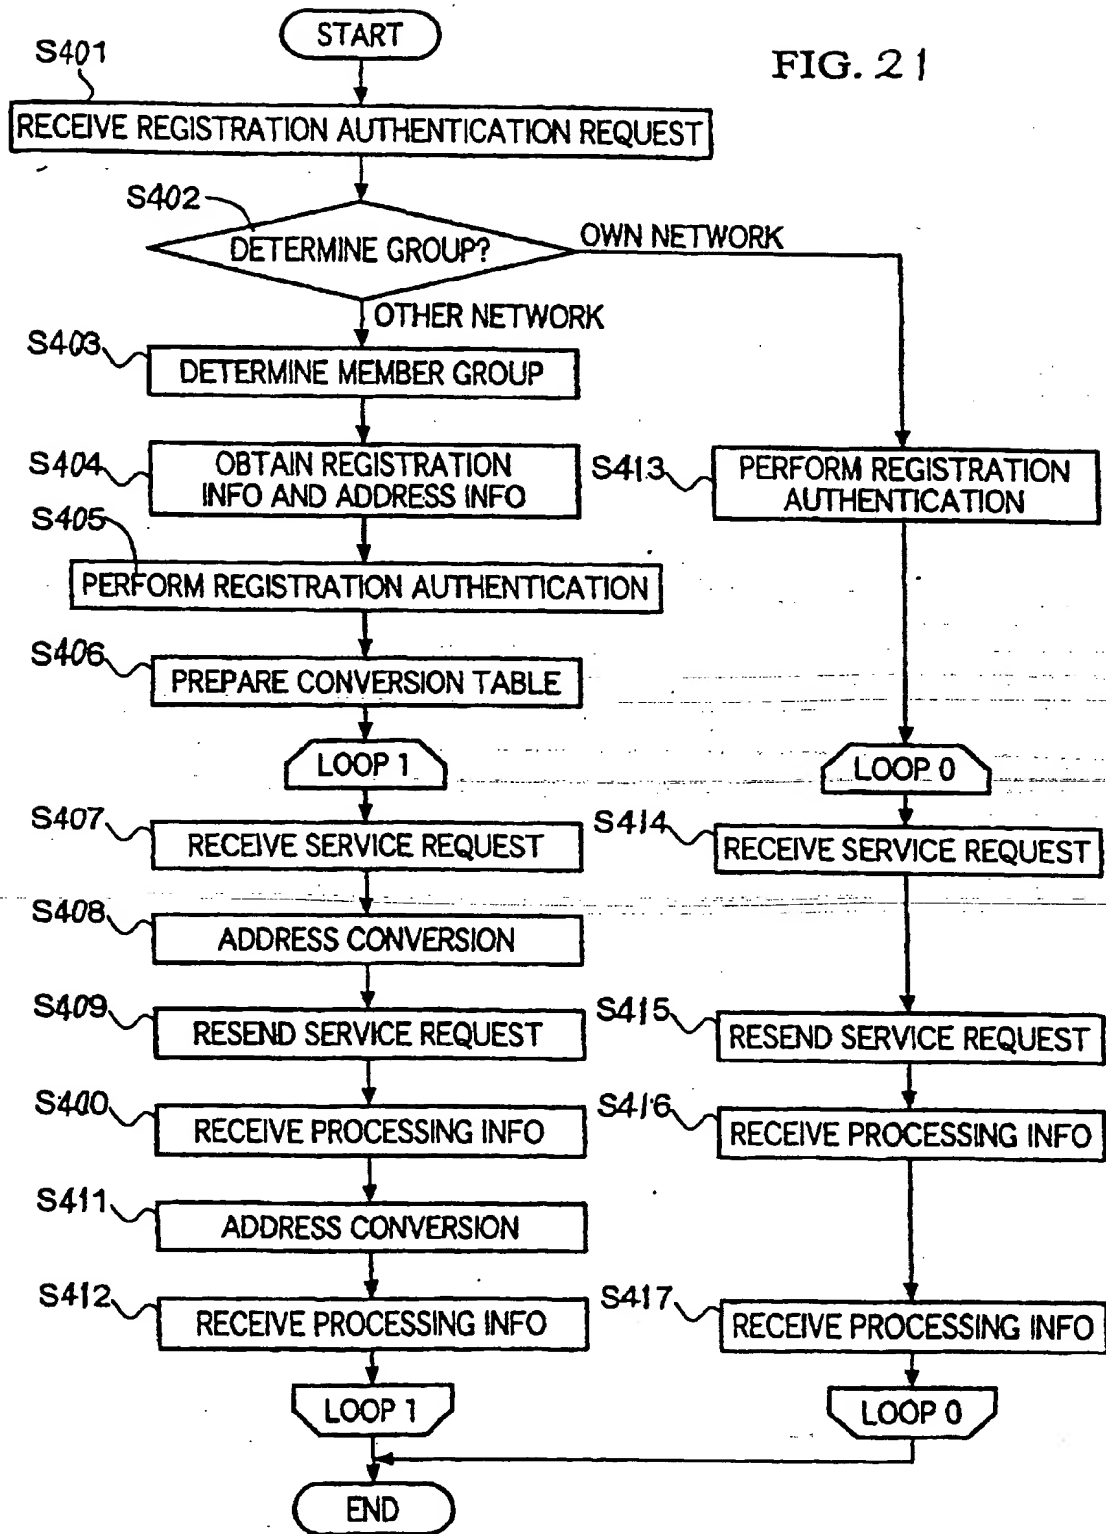 START
FIG. 21
S401
RECEIVE REGISTRATION AUTHENTICATION REQUEST
S402
DETERMINE GROUP?
OWN NETWORK
OTHER NETWORK
S403
DETERMINE MEMBER GROUP
S404
OBTAIN REGISTRATION
INFO AND ADDRESS INFO
S413
PERFORM REGISTRATION
AUTHENTICATION
S405
PERFORM REGISTRATION AUTHENTICATION
S406
PREPARE CONVERSION TABLE
LOOP 1
LOOP 0
S407
RECEIVE SERVICE REQUEST
S414
RECEIVE SERVICE REQUEST
S408
ADDRESS CONVERSION
S409
RESEND SERVICE REQUEST
S415
RESEND SERVICE REQUEST
S400
RECEIVE PROCESSING INFO
S416
RECEIVE PROCESSING INFO
S411
ADDRESS CONVERSION
S412
RECEIVE PROCESSING INFO
S417
RECEIVE PROCESSING INFO
LOOP 1
LOOP 0
END